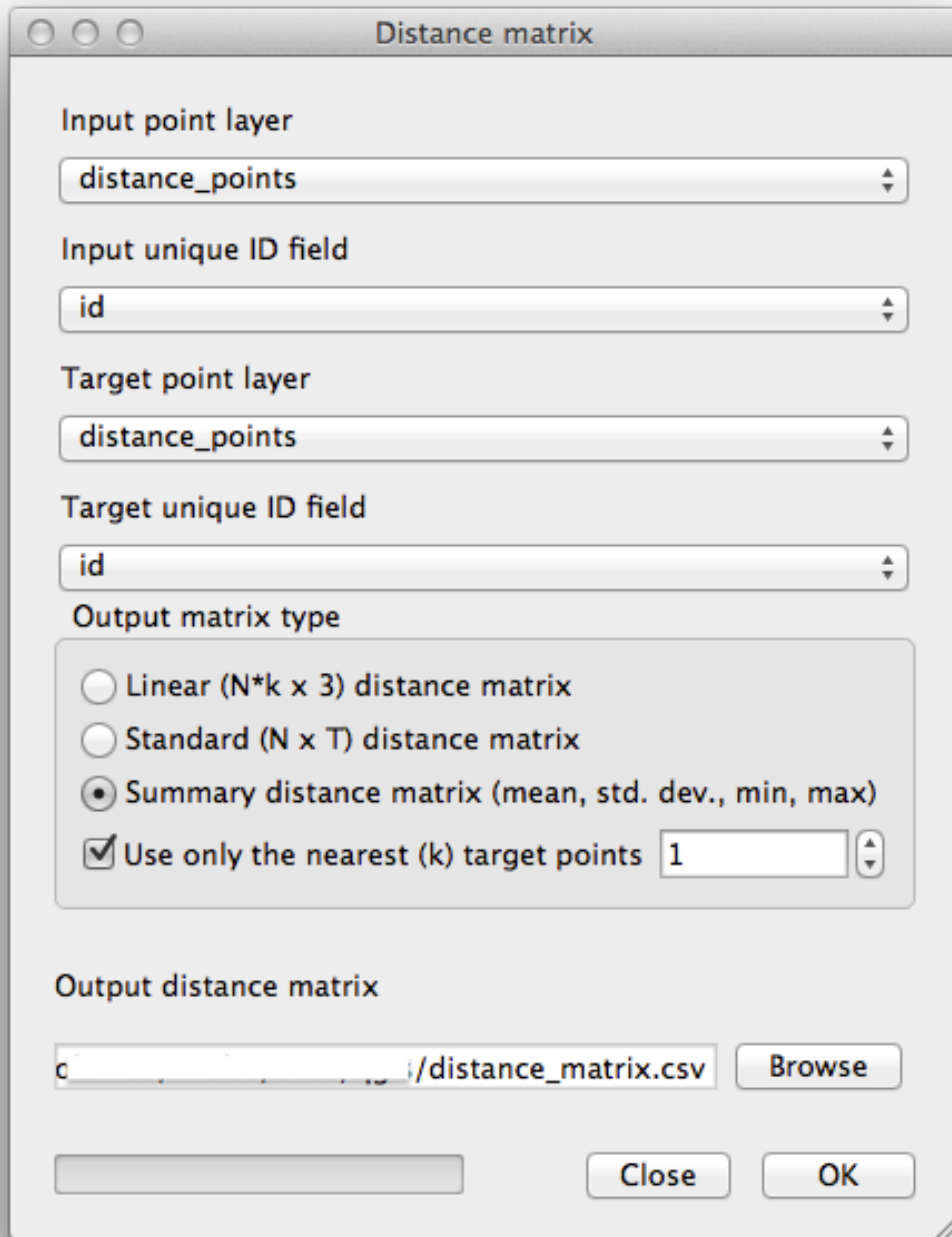 Distance matrix
Input point layer
distance_points
Input unique ID field
id
Target point layer
distance_points
Target unique ID field
id
Output matrix type
Linear (N*k x 3) distance matrix
Standard (N x T) distance matrix
Summary distance matrix (mean, std. dev., min, max)
Use only the nearest (k) target points 1
Output distance matrix
/distance_matrix.csv Browse
Close OK